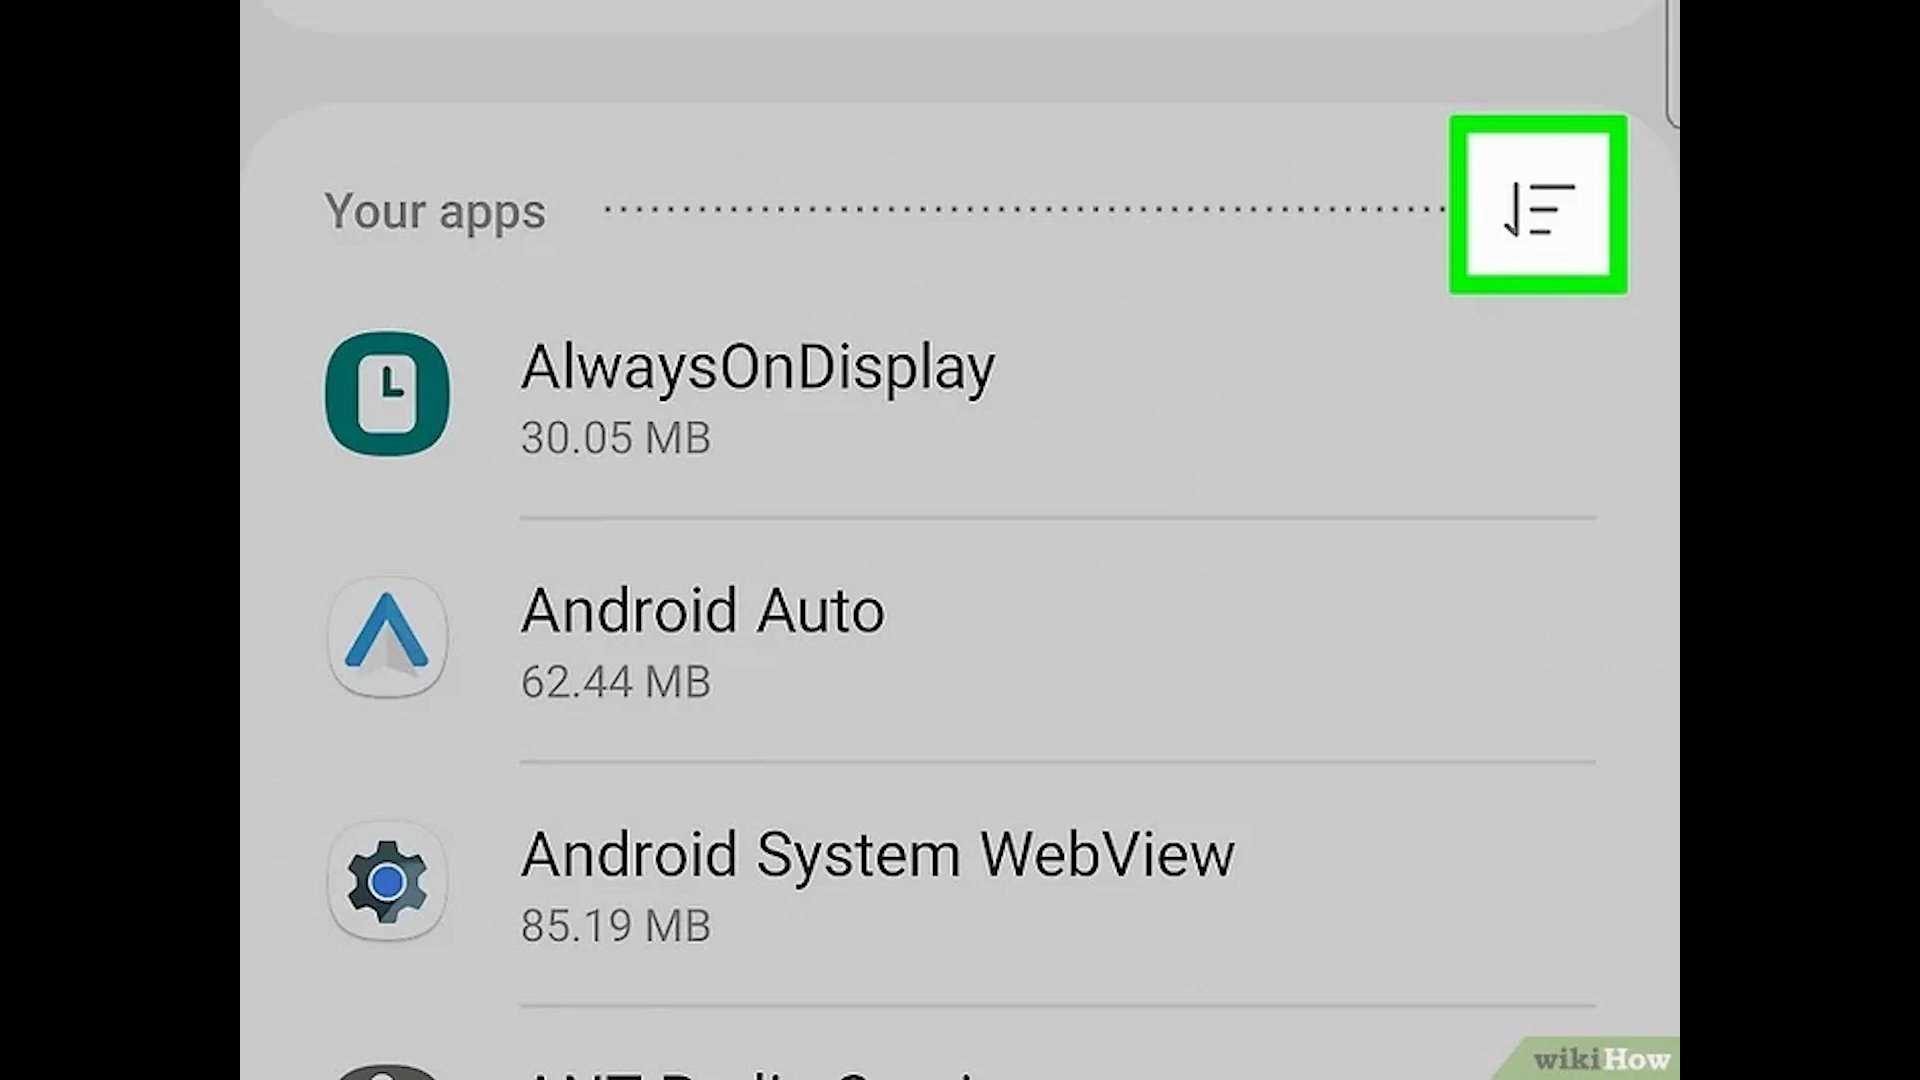 Your apps
AlwaysOnDisplay
30.05 MB
Android Auto
62.44 MB
Android System WebView
85.19 MB
wikiHow